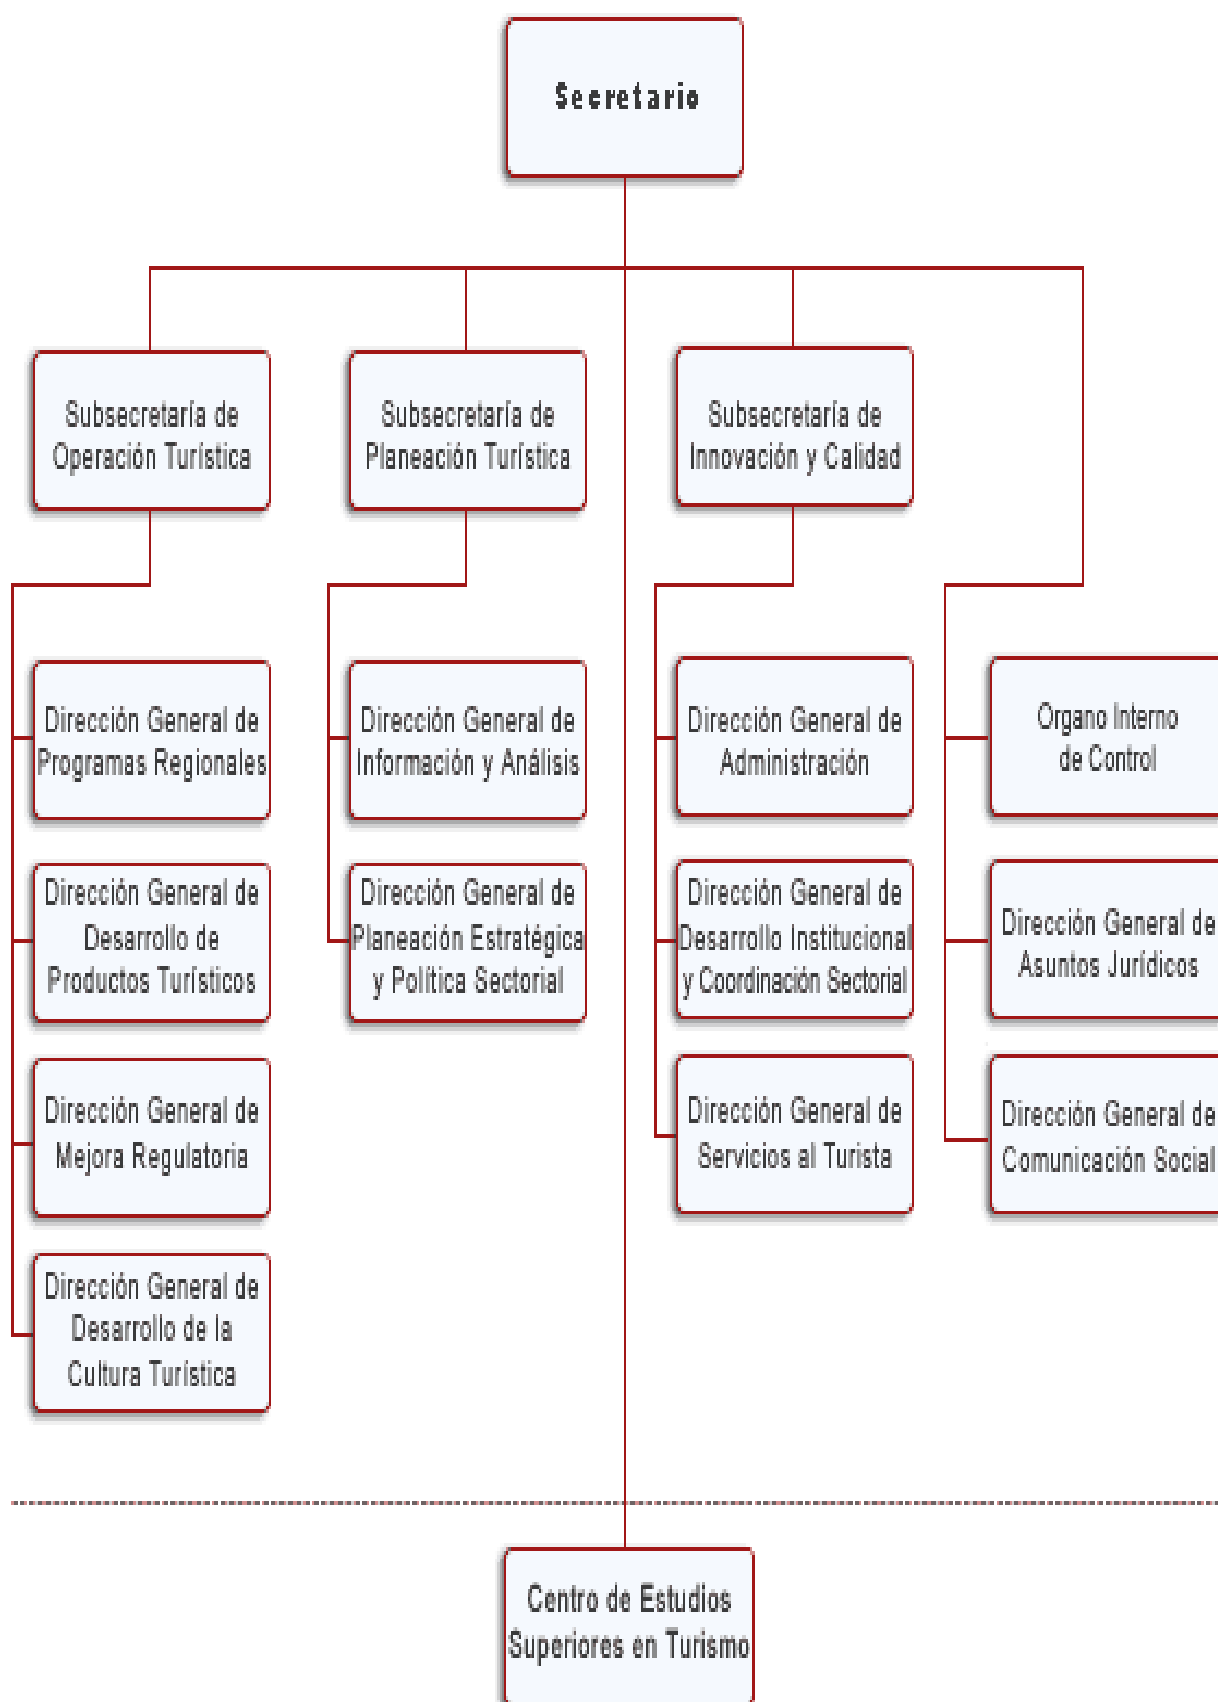 Secretario
Subsecretaría de
Operación Turística
Subsecretaría de
Planeación Turística
Subsecretaría de
Innovación y Calidad
Dirección General de
Programas Regionales
Dirección General de
Información y Análisis
Dirección General de
Administración
Organo Interno
de Control
Dirección General de
Desarrollo de
Productos Turísticos
Dirección General de
Planeación Estratégica
y Política Sectorial
Dirección General de
Desarrollo Institucional
y Coordinación Sectorial
Dirección General de
Asuntos Jurídicos
Dirección General de
Mejora Regulatoria
Dirección General de
Servicios al Turista
Dirección General de
Comunicación Social
Dirección General de
Desarrollo de la
Cultura Turística
Centro de Estudios
Superiores en Turismo